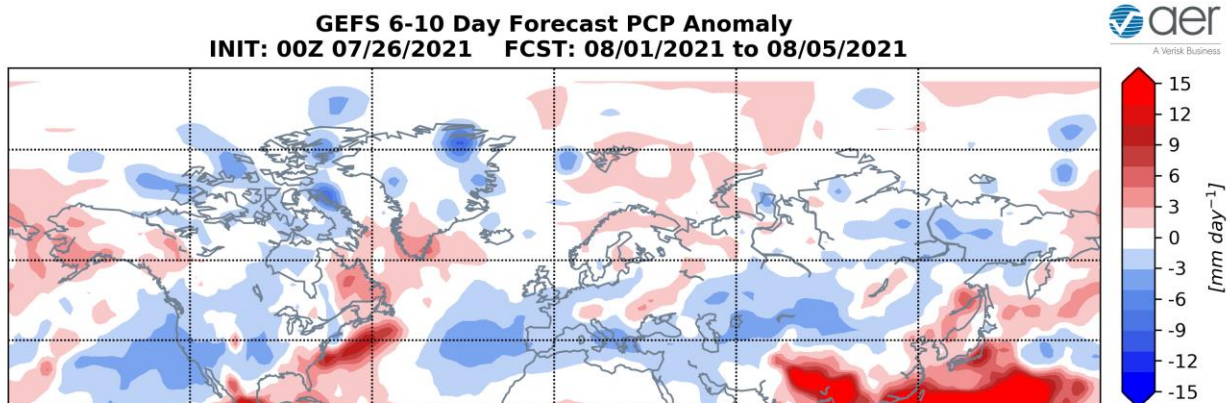 GEFS 6-10 Day Forecast PCP Anomaly
INIT: 00Z 07/26/2021 FCST: 08/01/2021 to 08/05/2021
aer
A Verisk Business
15
12
9
6
3
0
-3
-6
-9
-12
-15
[mm day⁻¹]